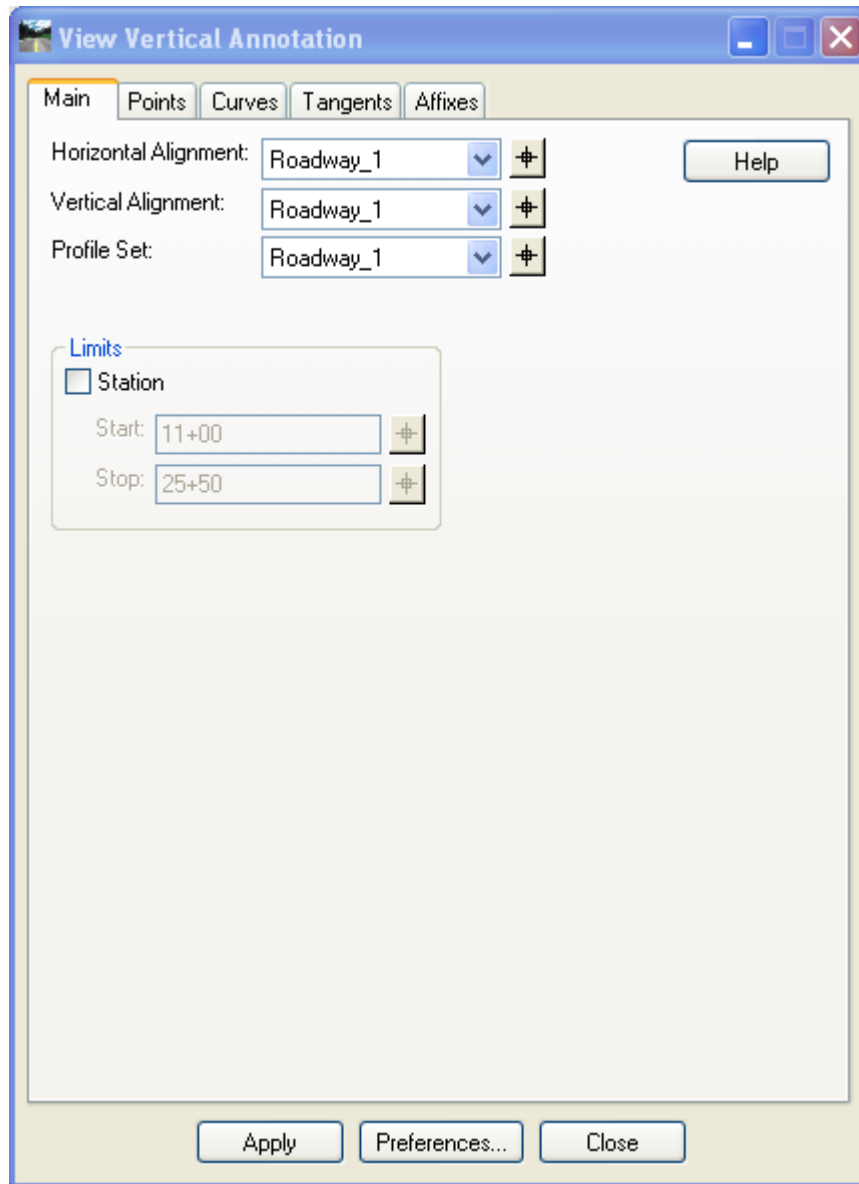 View Vertical Annotation
Main Points Curves Tangents Affixes
Horizontal Alignment: Roadway_1 Help
Vertical Alignment: Roadway_1
Profile Set: Roadway_1
Limits
Station
Start: 11+00
Stop: 25+50
Apply Preferences... Close